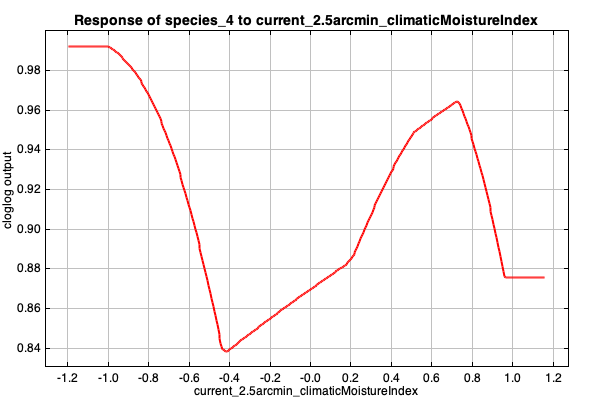 Response of species_4 to current_2.5arcmin_climaticMoistureIndex
cloglog output
0.98
0.96
0.94
0.92
0.90
0.88
0.86
0.84
-1.2 -1.0 -0.8 -0.6 -0.4 -0.2 -0.0 0.2 0.4 0.6 0.8 1.0 1.2
current_2.5arcmin_climaticMoistureIndex